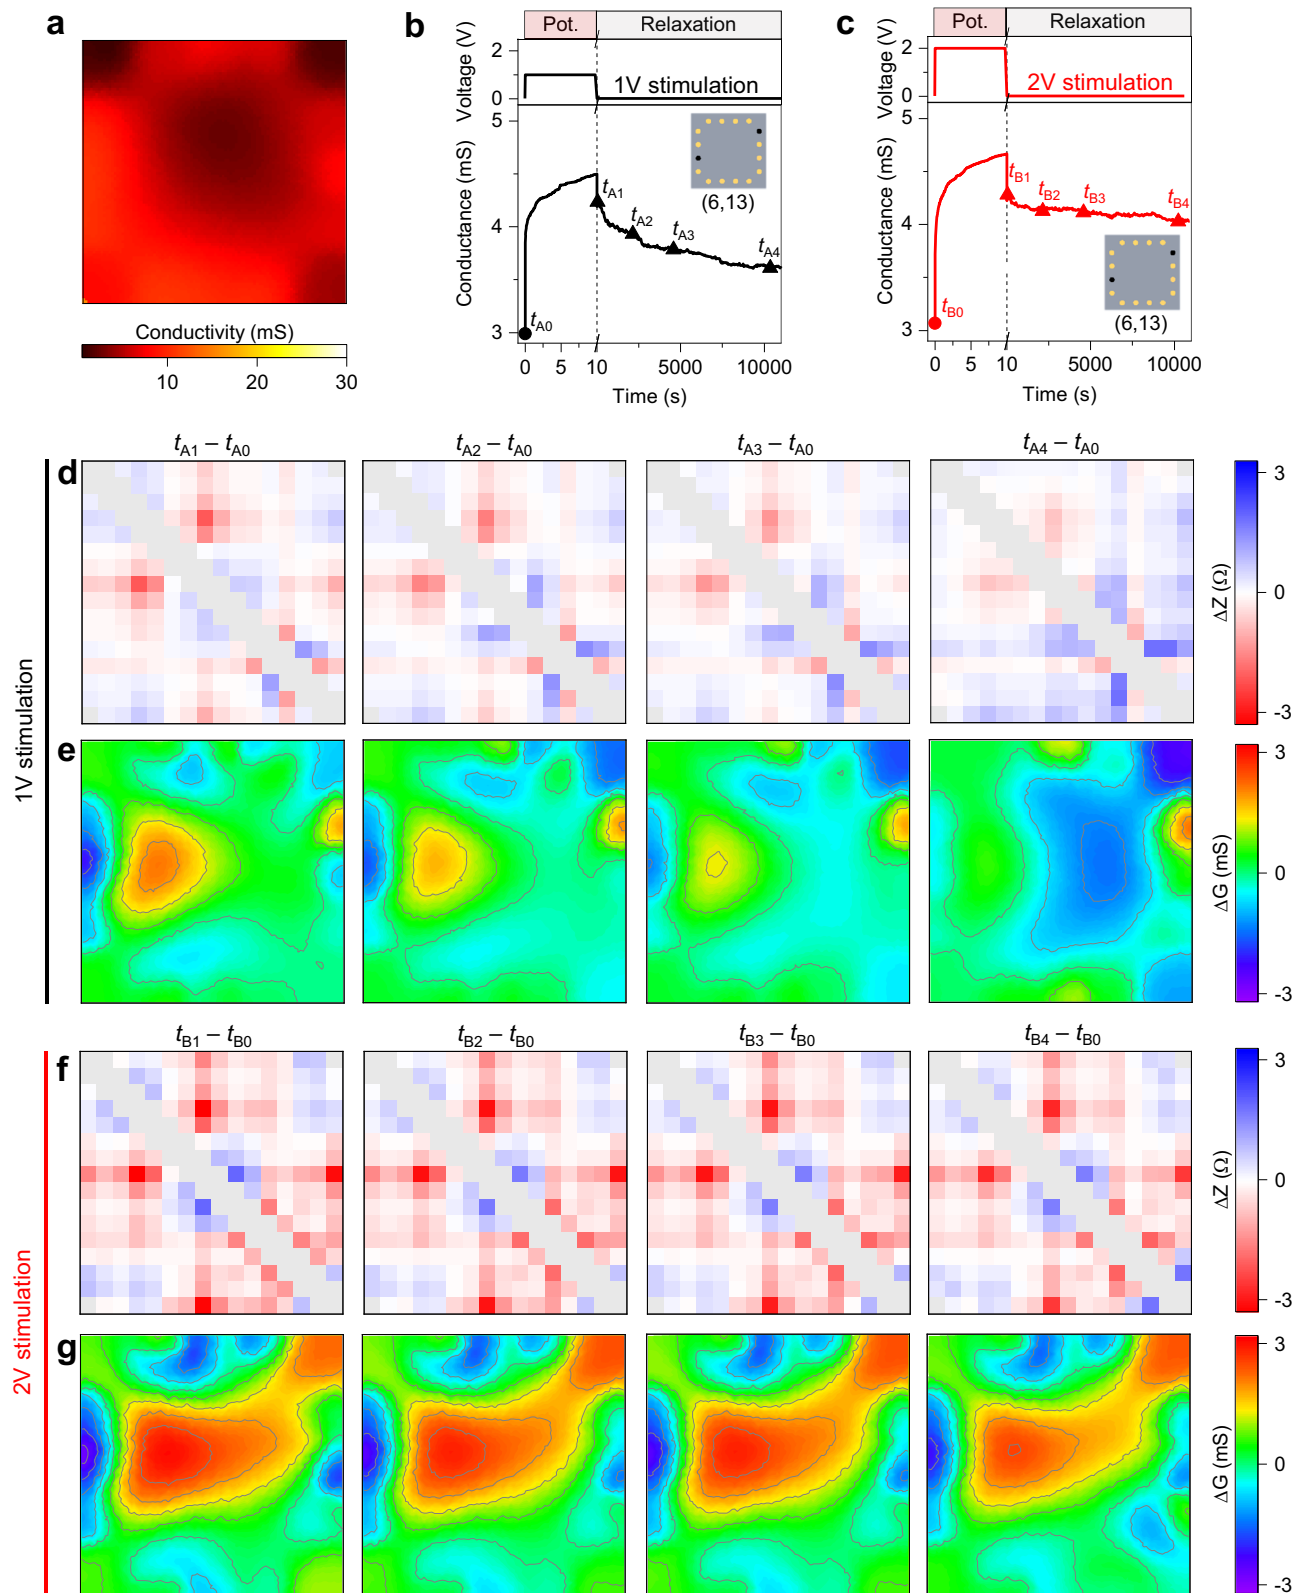 a
Conductivity (mS)
10 20 30
b
Pot. Relaxation
Voltage (V)
2
0
1V stimulation
Conductance (mS)
5
4
3
tA0
tA1
tA2
tA3
tA4
(6,13)
0 5 10 5000 10000
Time (s)
c
Pot. Relaxation
Voltage (V)
2
0
2V stimulation
Conductance (mS)
5
4
3
tB0
tB1
tB2
tB3
tB4
(6,13)
0 5 10 5000 10000
Time (s)
1V stimulation
d
tA1 – tA0
tA2 – tA0
tA3 – tA0
tA4 – tA0
3
0
-3
ΔZ (Ω)
e
3
0
-3
ΔG (mS)
2V stimulation
f
tB1 – tB0
tB2 – tB0
tB3 – tB0
tB4 – tB0
3
0
-3
ΔZ (Ω)
g
3
0
-3
ΔG (mS)